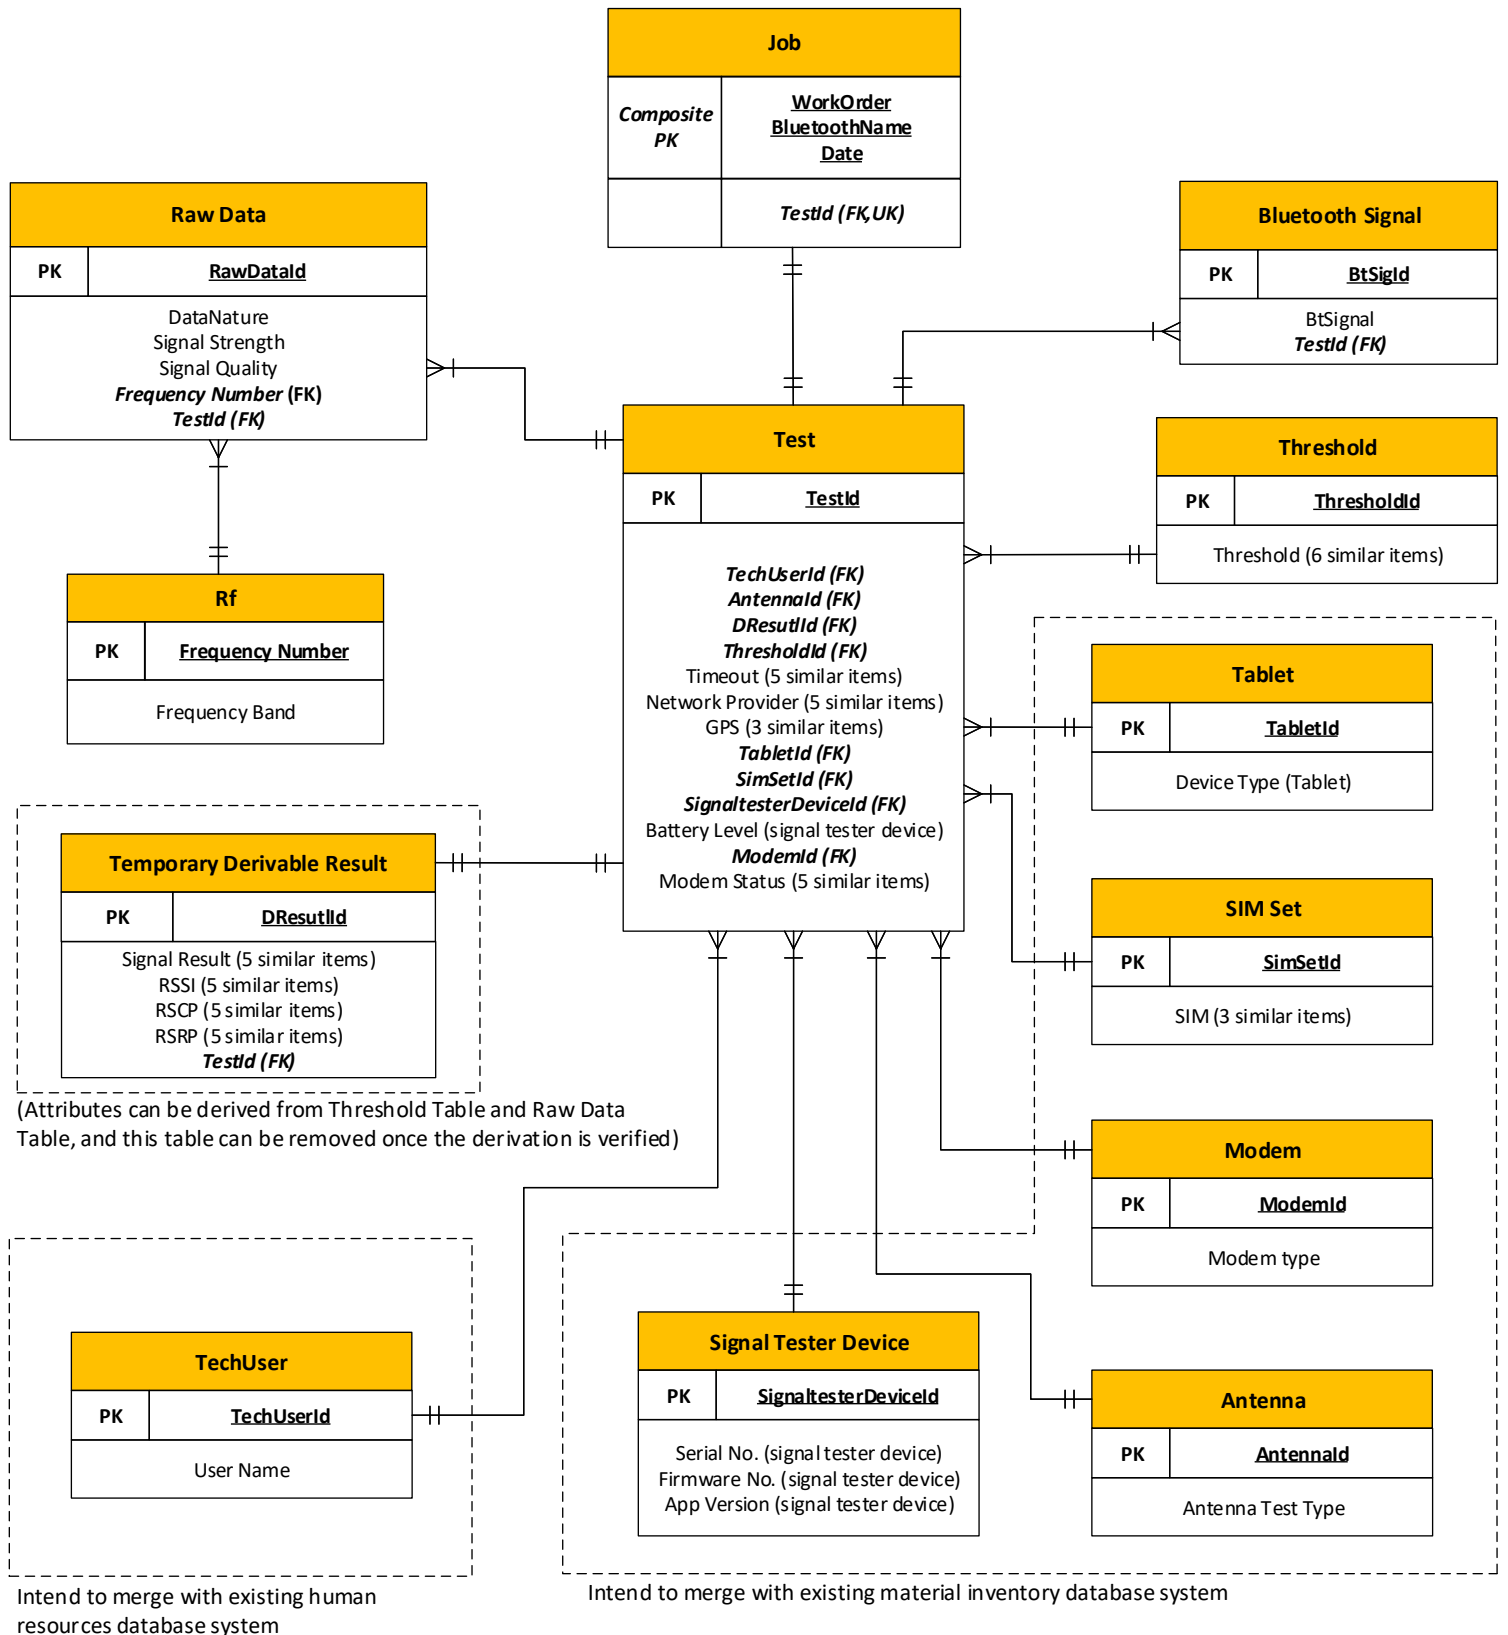 Job
Composite
PK
WorkOrder
BluetoothName
Date
TestId (FK,UK)
Raw Data
PK
RawDataId
DataNature
Signal Strength
Signal Quality
Frequency Number (FK)
TestId (FK)
Bluetooth Signal
PK
BtSigId
BtSignal
TestId (FK)
Test
PK
TestId
TechUserId (FK)
AntennaId (FK)
DResutlId (FK)
ThresholdId (FK)
Timeout (5 similar items)
Network Provider (5 similar items)
GPS (3 similar items)
TabletId (FK)
SimSetId (FK)
SignaltesterDeviceId (FK)
Battery Level (signal tester device)
ModemId (FK)
Modem Status (5 similar items)
Threshold
PK
ThresholdId
Threshold (6 similar items)
Rf
PK
Frequency Number
Frequency Band
Tablet
PK
TabletId
Device Type (Tablet)
Temporary Derivable Result
PK
DResutlId
Signal Result (5 similar items)
RSSI (5 similar items)
RSCP (5 similar items)
RSRP (5 similar items)
TestId (FK)
(Attributes can be derived from Threshold Table and Raw Data
Table, and this table can be removed once the derivation is verified)
SIM Set
PK
SimSetId
SIM (3 similar items)
Modem
PK
ModemId
Modem type
TechUser
PK
TechUserId
User Name
Signal Tester Device
PK
SignaltesterDeviceId
Serial No. (signal tester device)
Firmware No. (signal tester device)
App Version (signal tester device)
Antenna
PK
AntennaId
Antenna Test Type
Intend to merge with existing human
resources database system
Intend to merge with existing material inventory database system